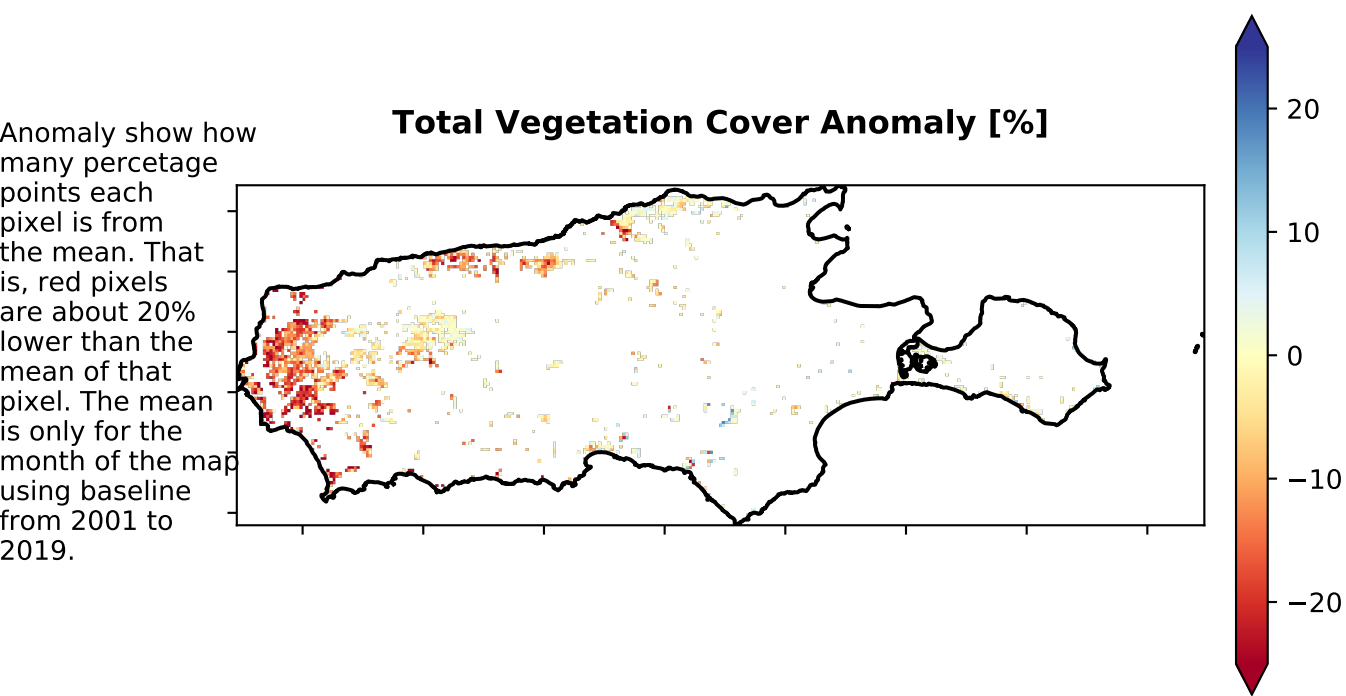 Total Vegetation Cover Anomaly [%]
Anomaly show how
many percetage
points each
pixel is from
the mean. That
is, red pixels
are about 20%
lower than the
mean of that
pixel. The mean
is only for the
month of the map
using baseline
from 2001 to
2019.
20
10
0
−10
−20